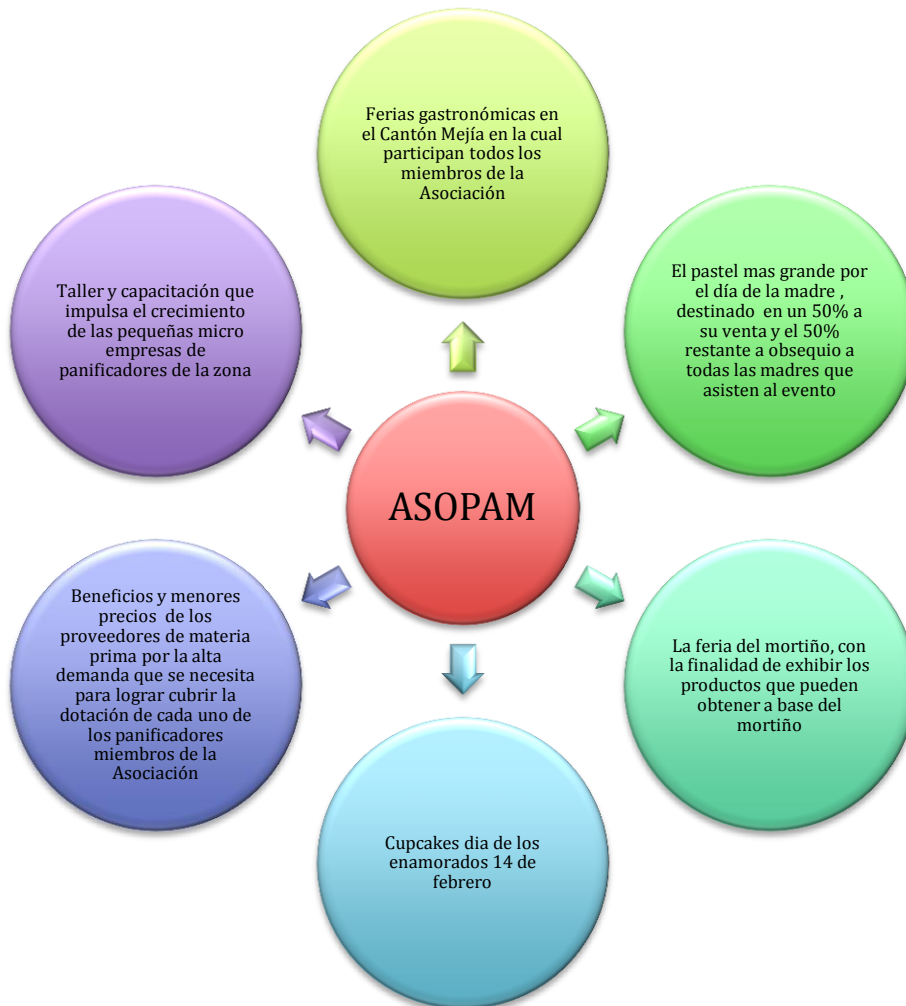 Ferias gastronómicas en
el Cantón Mejía en la cual
participan todos los
miembros de la
Asociación
El pastel mas grande por
el día de la madre ,
destinado en un 50% a
su venta y el 50%
restante a obsequio a
todas las madres que
asisten al evento
La feria del mortiño, con
la finalidad de exhibir los
productos que pueden
obtener a base del
mortiño
Cupcakes dia de los
enamorados 14 de
febrero
Beneficios y menores
precios de los
proveedores de materia
prima por la alta
demanda que se necesita
para lograr cubrir la
dotación de cada uno de
los panificadores
miembros de la
Asociación
Taller y capacitación que
impulsa el crecimiento
de las pequeñas micro
empresas de
panificadores de la zona
ASOPAM